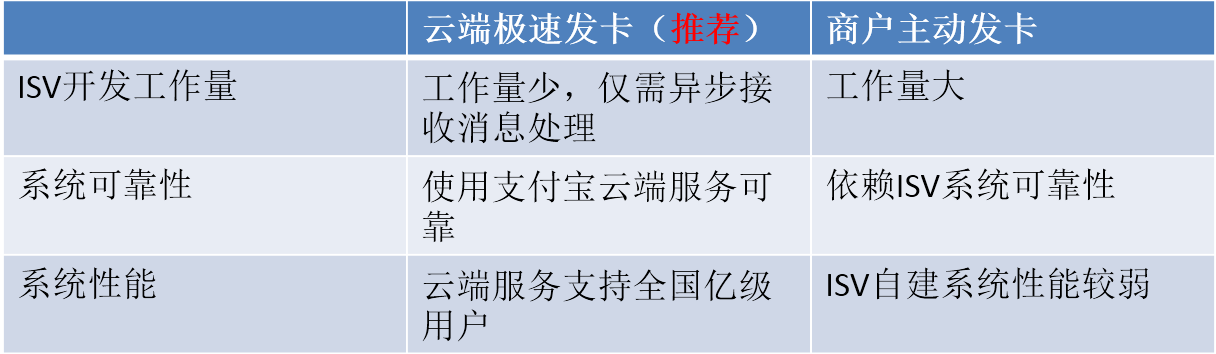 云端极速发卡（推荐） 商户主动发卡
ISV开发工作量 工作量少，仅需异步接 工作量大
收消息处理
系统可靠性 使用支付宝云端服务可 依赖ISV系统可靠性
靠
系统性能 云端服务支持全国亿级 ISV自建系统性能较弱
用户